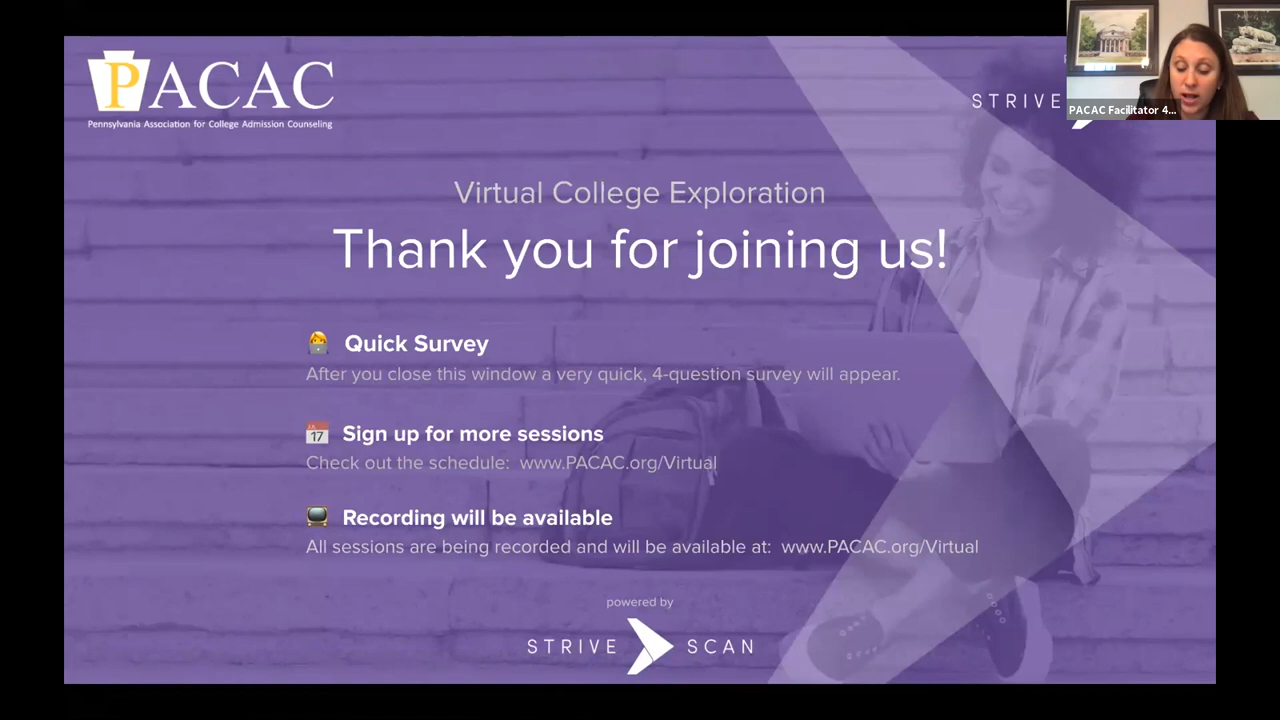 PACAC
Pennsylvania Association for College Admission Counseling
STRIVE
PACAC Facilitator 4...
Virtual College Exploration
Thank you for joining us!
Quick Survey
After you close this window a very quick, 4-question survey will appear.
17
Sign up for more sessions
Check out the schedule: www.PACAC.org/Virtual
Recording will be available
All sessions are being recorded and will be available at: www.PACAC.org/Virtual
powered by
STRIVE SCAN